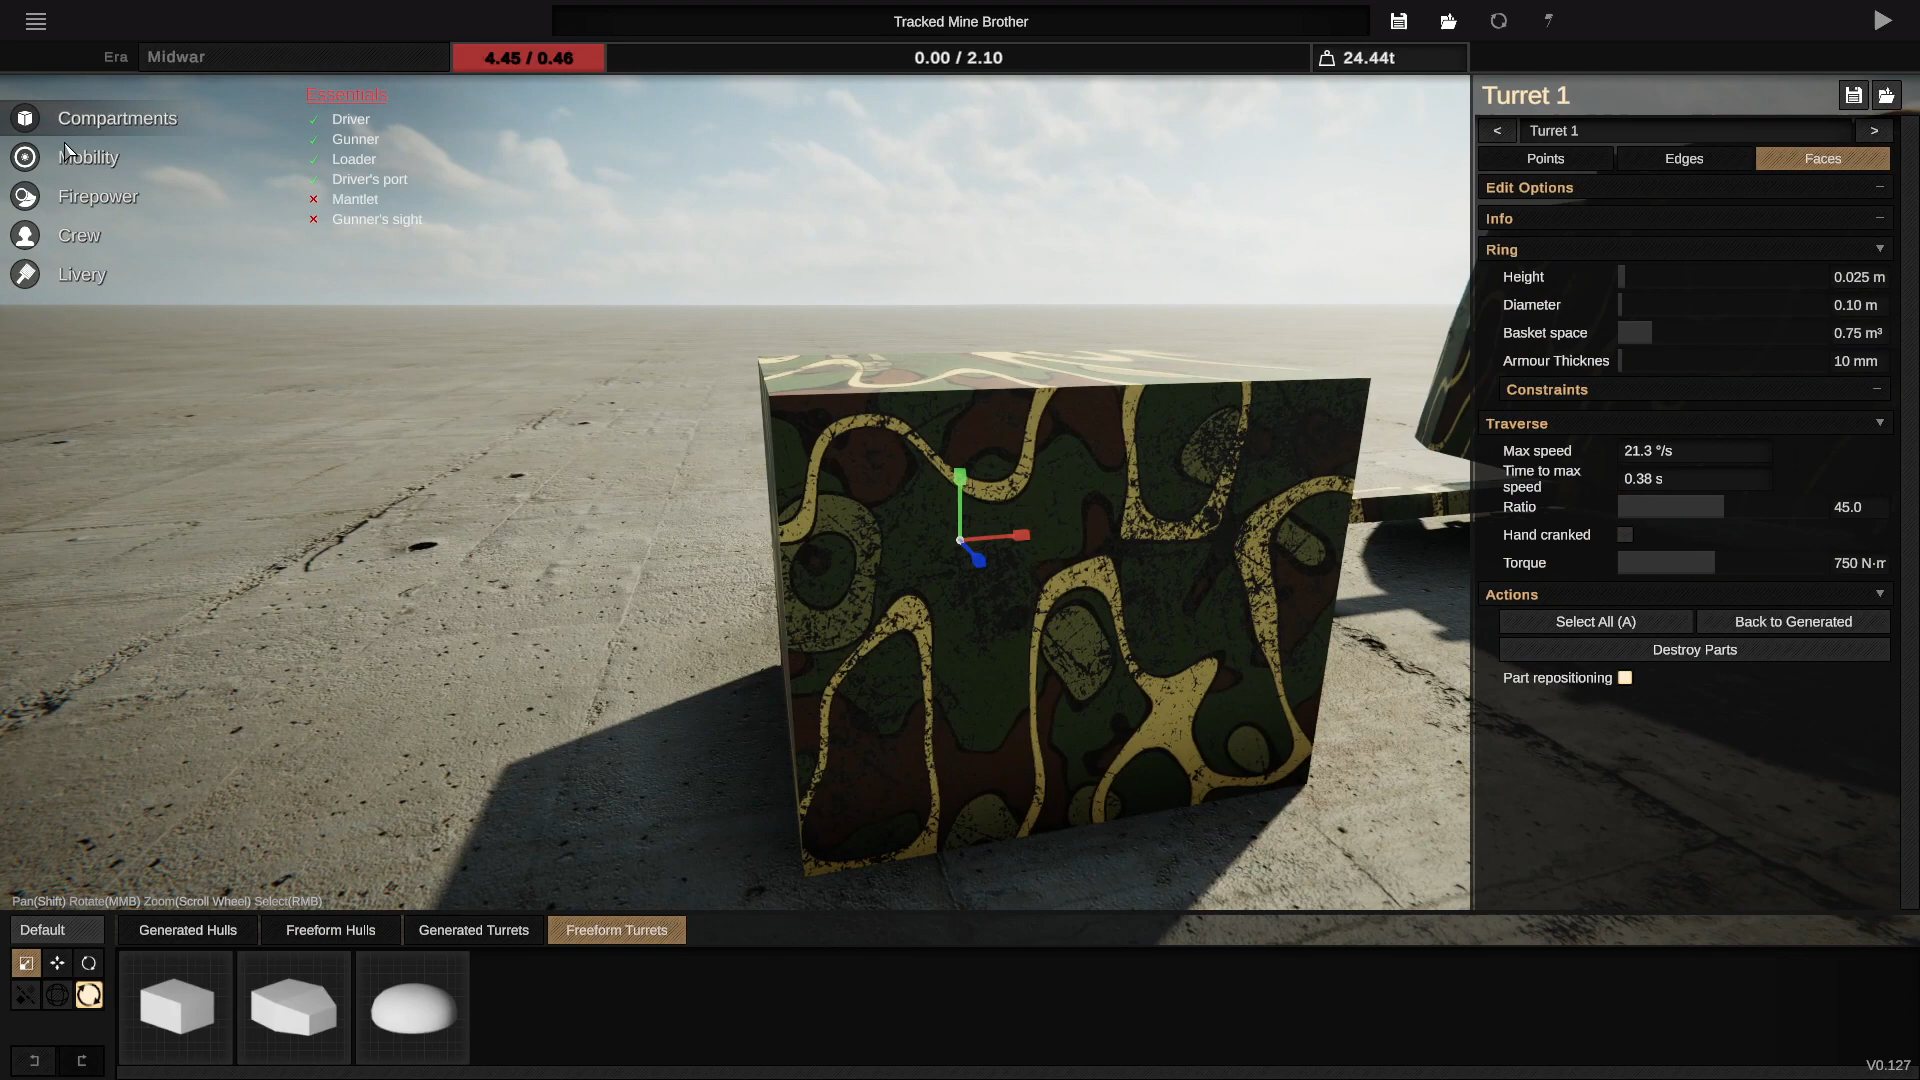 Tracked Mine Brother
Era
Midwar
4.45 / 0.46
0.00 / 2.10
24.44t
Compartments
Mobility
Firepower
Crew
Livery
Essentials
✓ Driver
✓ Gunner
✓ Loader
✓ Driver's port
× Mantlet
× Gunner's sight
Turret 1
< Turret 1 >
Points Edges Faces
Edit Options
Info
Ring
Height 0.025 m
Diameter 0.10 m
Basket space 0.75 m³
Armour Thicknes 10 mm
Constraints
Traverse
Max speed 21.3 °/s
Time to max
speed
0.38 s
Ratio 45.0
Hand cranked
Torque 750 N·m
Actions
Select All (A) Back to Generated
Destroy Parts
Part repositioning
Pan(Shift) Rotate(MMB) Zoom(Scroll Wheel) Select(RMB)
Default
Generated Hulls Freeform Hulls Generated Turrets Freeform Turrets
V0.127